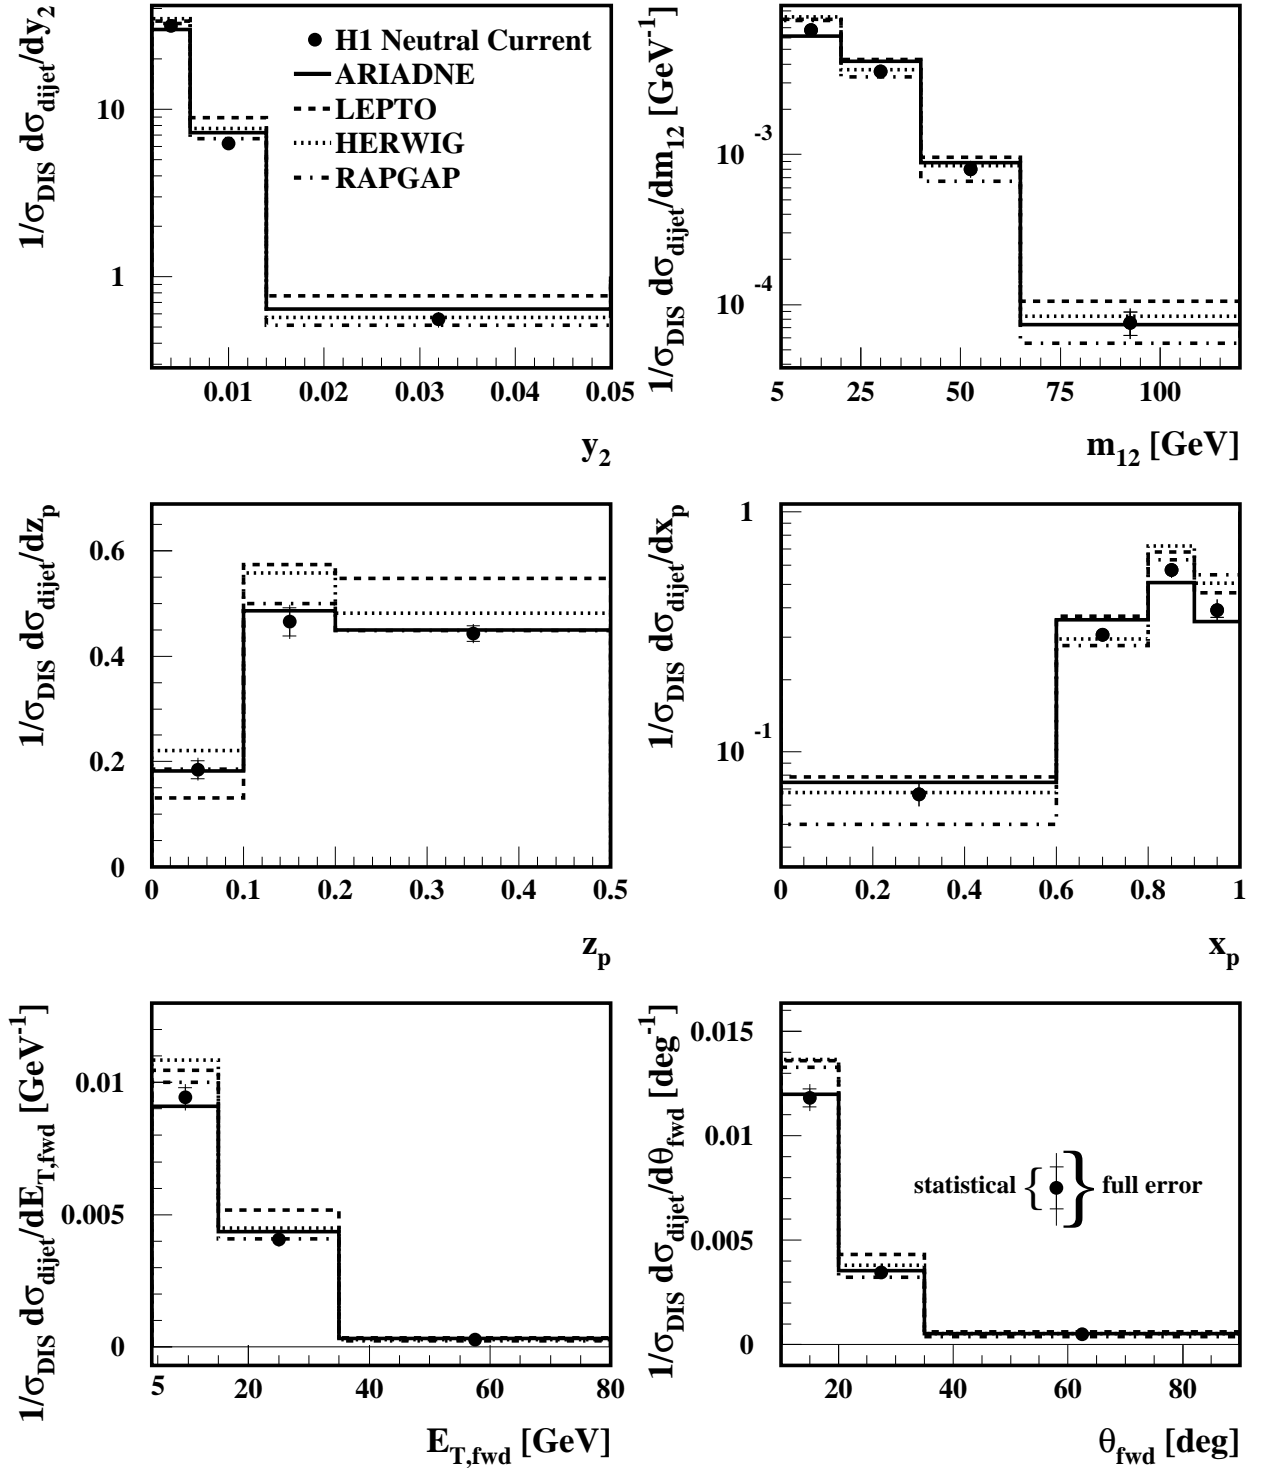 1/σDIS dσdijet/dy2
10
1
H1 Neutral Current
ARIADNE
LEPTO
HERWIG
RAPGAP
0.01 0.02 0.03 0.04 0.05
y2
1/σDIS dσdijet/dm12 [GeV-1]
10 -3
10 -4
5 25 50 75 100
m12 [GeV]
1/σDIS dσdijet/dzp
0.6
0.4
0.2
0
0 0.1 0.2 0.3 0.4 0.5
zp
1/σDIS dσdijet/dxp
1
10 -1
0 0.2 0.4 0.6 0.8 1
xp
1/σDIS dσdijet/dET,fwd [GeV-1]
0.01
0.005
0
5 20 40 60 80
ET,fwd [GeV]
1/σDIS dσdijet/dθfwd [deg-1]
0.015
0.01
0.005
0
statistical { } full error
20 40 60 80
θfwd [deg]